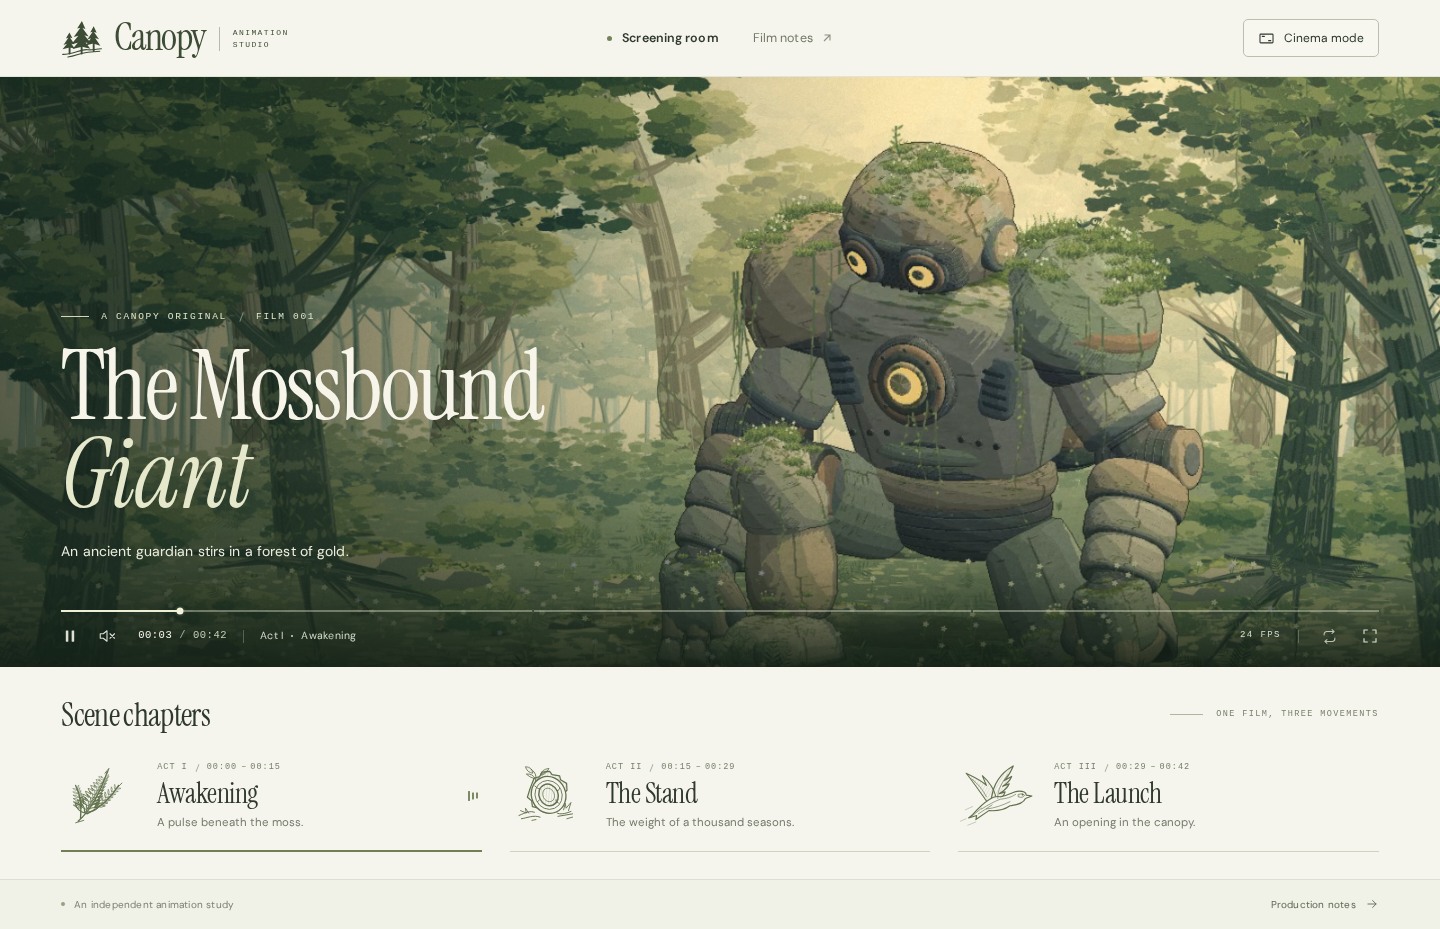 Canopy
ANIMATION
STUDIO
Screening room
Film notes
Cinema mode
A CANOPY ORIGINAL / FILM 001
The Mossbound
Giant
An ancient guardian stirs in a forest of gold.
00:03 / 00:42
Act I · Awakening
24 FPS
Scene chapters
ONE FILM, THREE MOVEMENTS
ACT I / 00:00 – 00:15
Awakening
A pulse beneath the moss.
ACT II / 00:15 – 00:29
The Stand
The weight of a thousand seasons.
ACT III / 00:29 – 00:42
The Launch
An opening in the canopy.
An independent animation study
Production notes